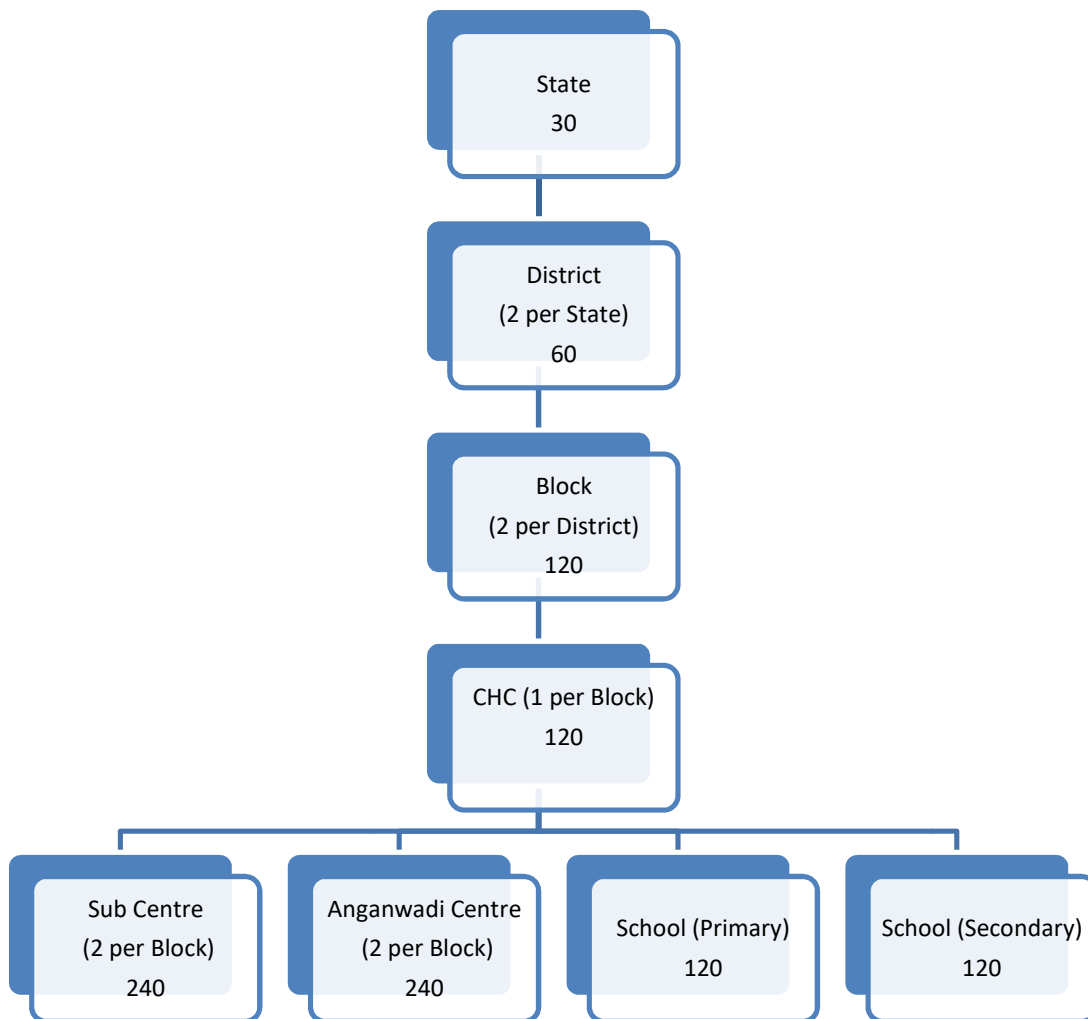 State
30
District
(2 per State)
60
Block
(2 per District)
120
CHC (1 per Block)
120
Sub Centre
(2 per Block)
240
Anganwadi Centre
(2 per Block)
240
School (Primary)
120
School (Secondary)
120